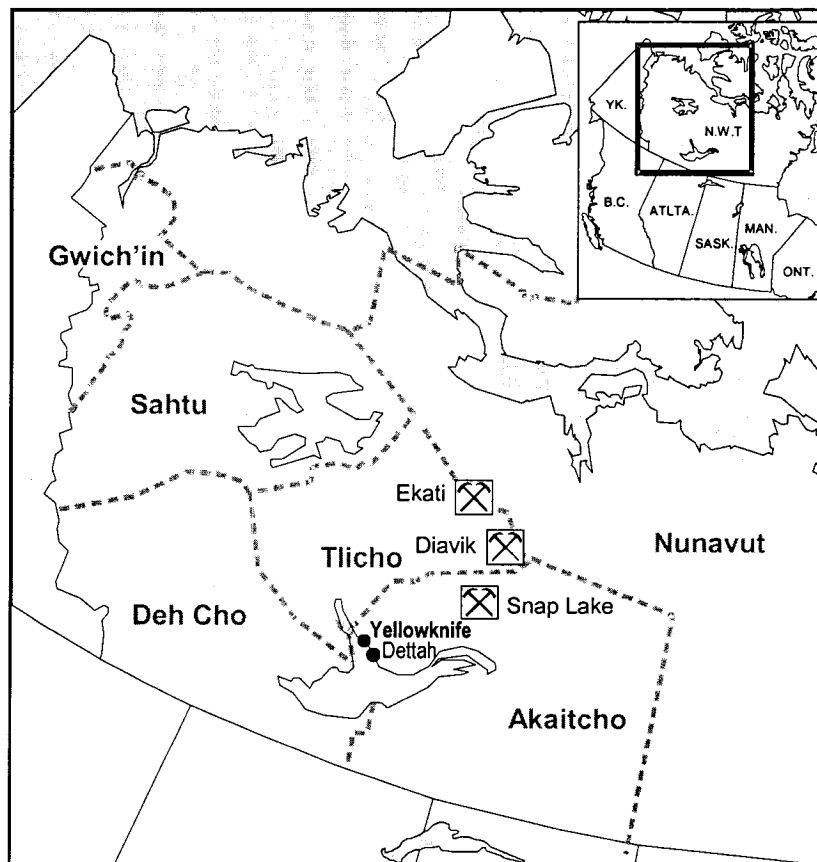 YK.
N.W.T
B.C.
ATLTA.
SASK.
MAN.
ONT.
Gwich'in
Sahtu
Ekati
Diavik
Tlicho
Nunavut
Deh Cho
Snap Lake
Yellowknife
Dettah
Akaitcho